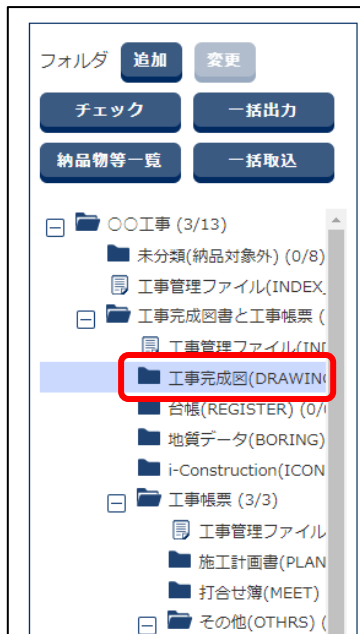 フォルダ 追加 変更
チェック 一括出力
納品物等一覧 一括取込
○○工事 (3/13)
未分類(納品対象外) (0/8)
工事管理ファイル(INDEX_
工事完成図書と工事帳票 (
工事管理ファイル(IN
工事完成図(DRAWIN
台帳(REGISTER) (0/
地質データ(BORING)
i-Construction(ICON
工事帳票 (3/3)
工事管理ファイル
施工計画書(PLAN
打合せ簿(MEET)
その他(OTHRS) (